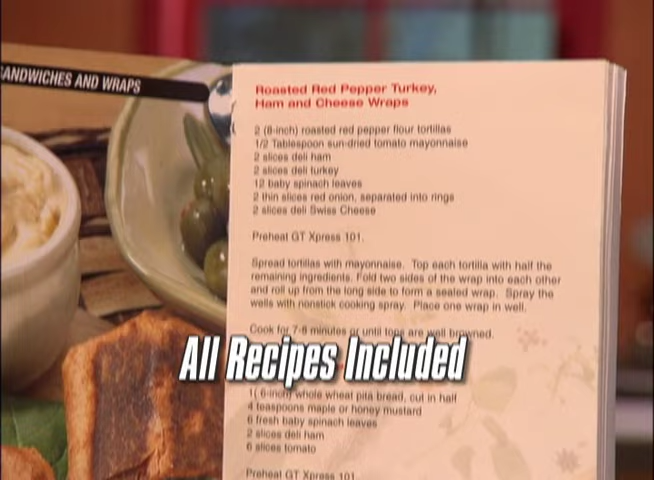 SANDWICHES AND WRAPS
Roasted Red Pepper Turkey,
Ham and Cheese Wraps
2 (8-inch) roasted red pepper flour tortillas
1/2 Tablespoon sun-dried tomato mayonnaise
2 slices deli ham
2 slices deli turkey
12 baby spinach leaves
2 thin slices red onion, separated into rings
2 slices deli Swiss Cheese
Preheat GT Xpress 101.
Spread tortillas with mayonnaise. Top each tortilla with half the
remaining ingredients. Fold two sides of the wrap into each other
and roll up from the long side to form a sealed wrap. Spray the
wells with nonstick cooking spray. Place one wrap in well.
Cook for 7-8 minutes or until tops are well browned.
All Recipes Included
1( 6-inch) whole wheat pita bread, cut in half
4 teaspoons maple or honey mustard
6 fresh baby spinach leaves
2 slices deli ham
6 slices tomato
Preheat GT Xpress 101.